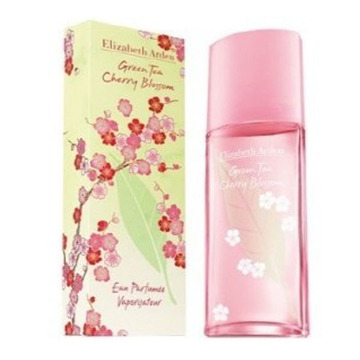 Elizabeth Arden
Green Tea
Cherry Blossom
Eau Parfumée
Vaporisateur
Elizabeth Arden
Green Tea
Cherry Blossom